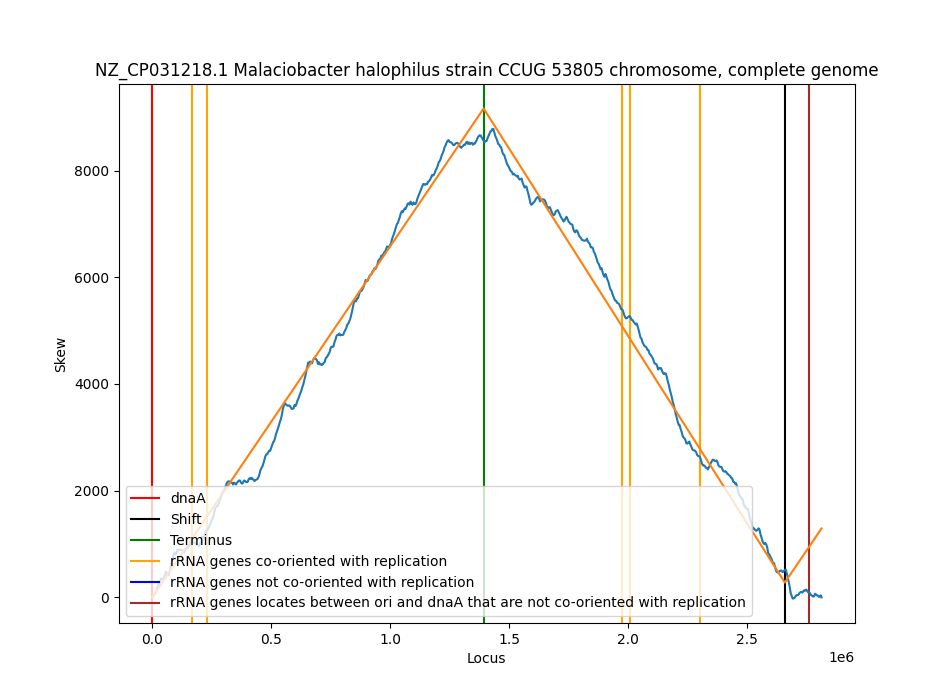 NZ_CP031218.1 Malaciobacter halophilus strain CCUG 53805 chromosome, complete genome
Skew
8000
6000
4000
2000
0
dnaA
Shift
Terminus
rRNA genes co-oriented with replication
rRNA genes not co-oriented with replication
rRNA genes locates between ori and dnaA that are not co-oriented with replication
0.0 0.5 1.0 1.5 2.0 2.5
Locus
1e6